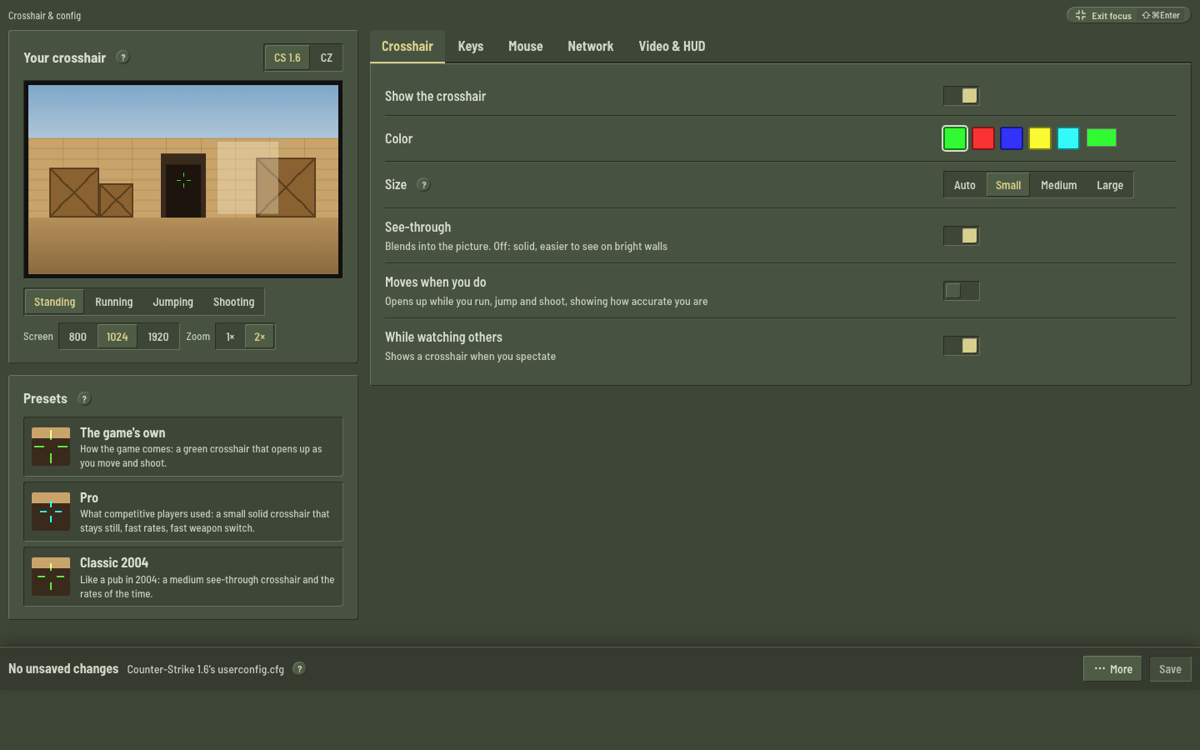 Crosshair & config
Exit focus ⇧⌘Enter
Your crosshair ?
CS 1.6 CZ
Standing Running Jumping Shooting
Screen 800 1024 1920 Zoom 1× 2×
Presets ?
The game's own
How the game comes: a green crosshair that opens up as
you move and shoot.
Pro
What competitive players used: a small solid crosshair that
stays still, fast rates, fast weapon switch.
Classic 2004
Like a pub in 2004: a medium see-through crosshair and the
rates of the time.
Crosshair Keys Mouse Network Video & HUD
Show the crosshair
Color
Size ?
Auto Small Medium Large
See-through
Blends into the picture. Off: solid, easier to see on bright walls
Moves when you do
Opens up while you run, jump and shoot, showing how accurate you are
While watching others
Shows a crosshair when you spectate
No unsaved changes Counter-Strike 1.6's userconfig.cfg ?
··· More Save